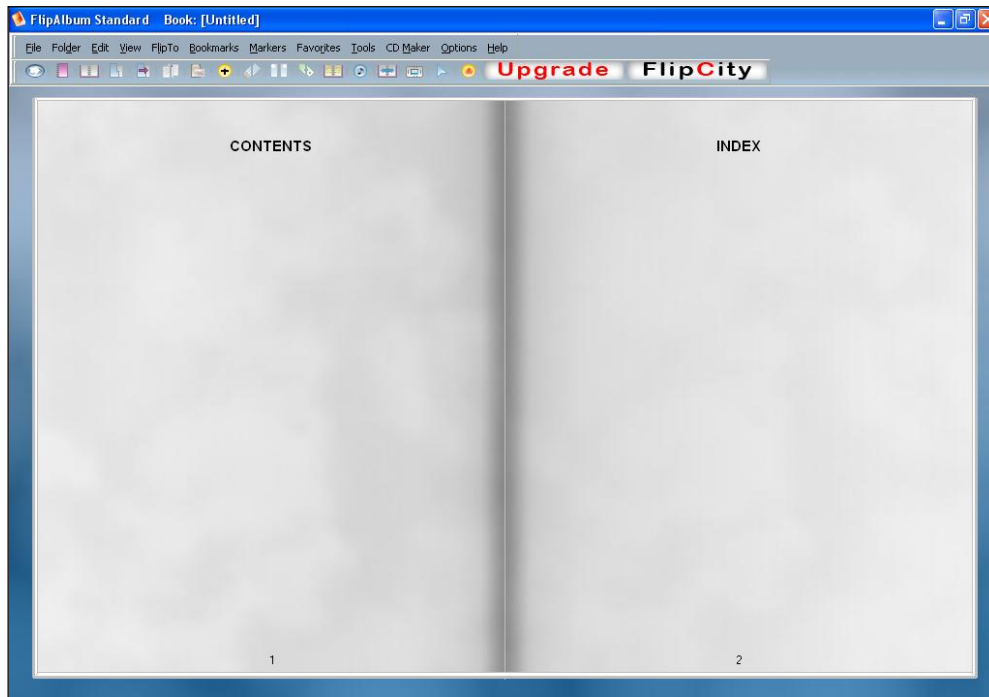 FlipAlbum Standard Book: [Untitled]
File Folder Edit View FlipTo Bookmarks Markers Favorites Tools CD Maker Options Help
Upgrade FlipCity
CONTENTS
INDEX
1
2